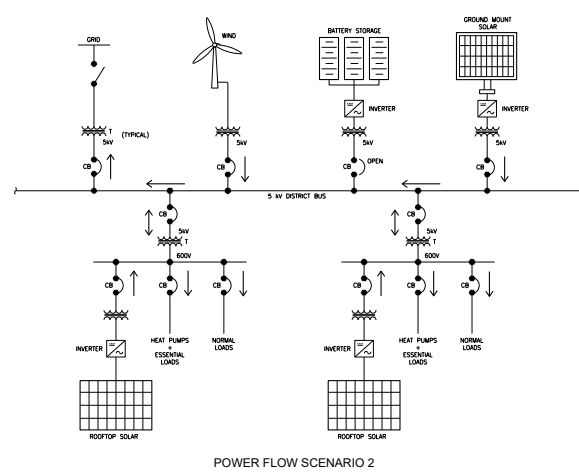 GRID
WIND
BATTERY STORAGE
GROUND MOUNT
SOLAR
INVERTER
INVERTER
T
(TYPICAL)
5kV
5kV
5kV
5kV
CB
CB
CB
OPEN
CB
5 kV DISTRICT BUS
CB
CB
5kV
T
5kV
T
600V
600V
CB
CB
CB
CB
CB
CB
INVERTER
HEAT PUMPS
+
ESSENTIAL
LOADS
NORMAL
LOADS
INVERTER
HEAT PUMPS
+
ESSENTIAL
LOADS
NORMAL
LOADS
ROOFTOP SOLAR
ROOFTOP SOLAR
POWER FLOW SCENARIO 2